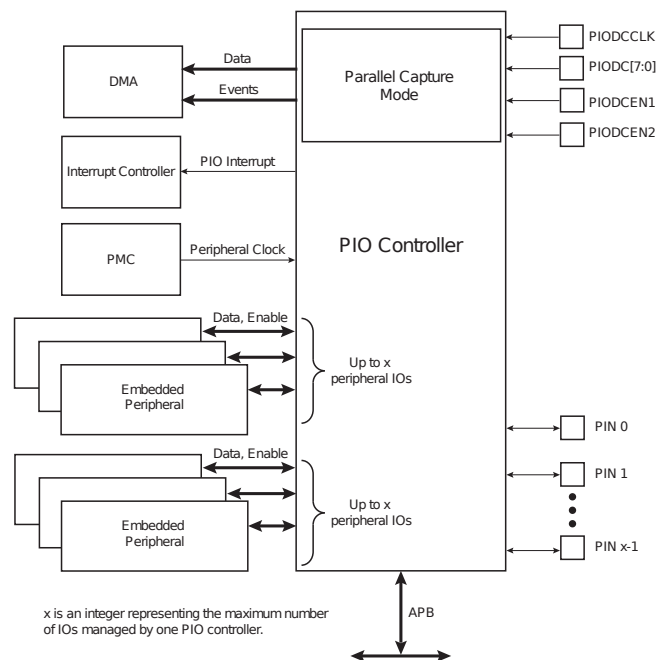 PIODCCLK
Data
Parallel Capture
Mode
PIODC[7:0]
DMA
Events
PIODCEN1
PIODCEN2
PIO Interrupt
Interrupt Controller
PIO Controller
Peripheral Clock
PMC
Data, Enable
Up to x
peripheral IOs
Embedded
Peripheral
PIN 0
Data, Enable
PIN 1
Up to x
peripheral IOs
Embedded
Peripheral
PIN x-1
x is an integer representing the maximum number
of IOs managed by one PIO controller.
APB